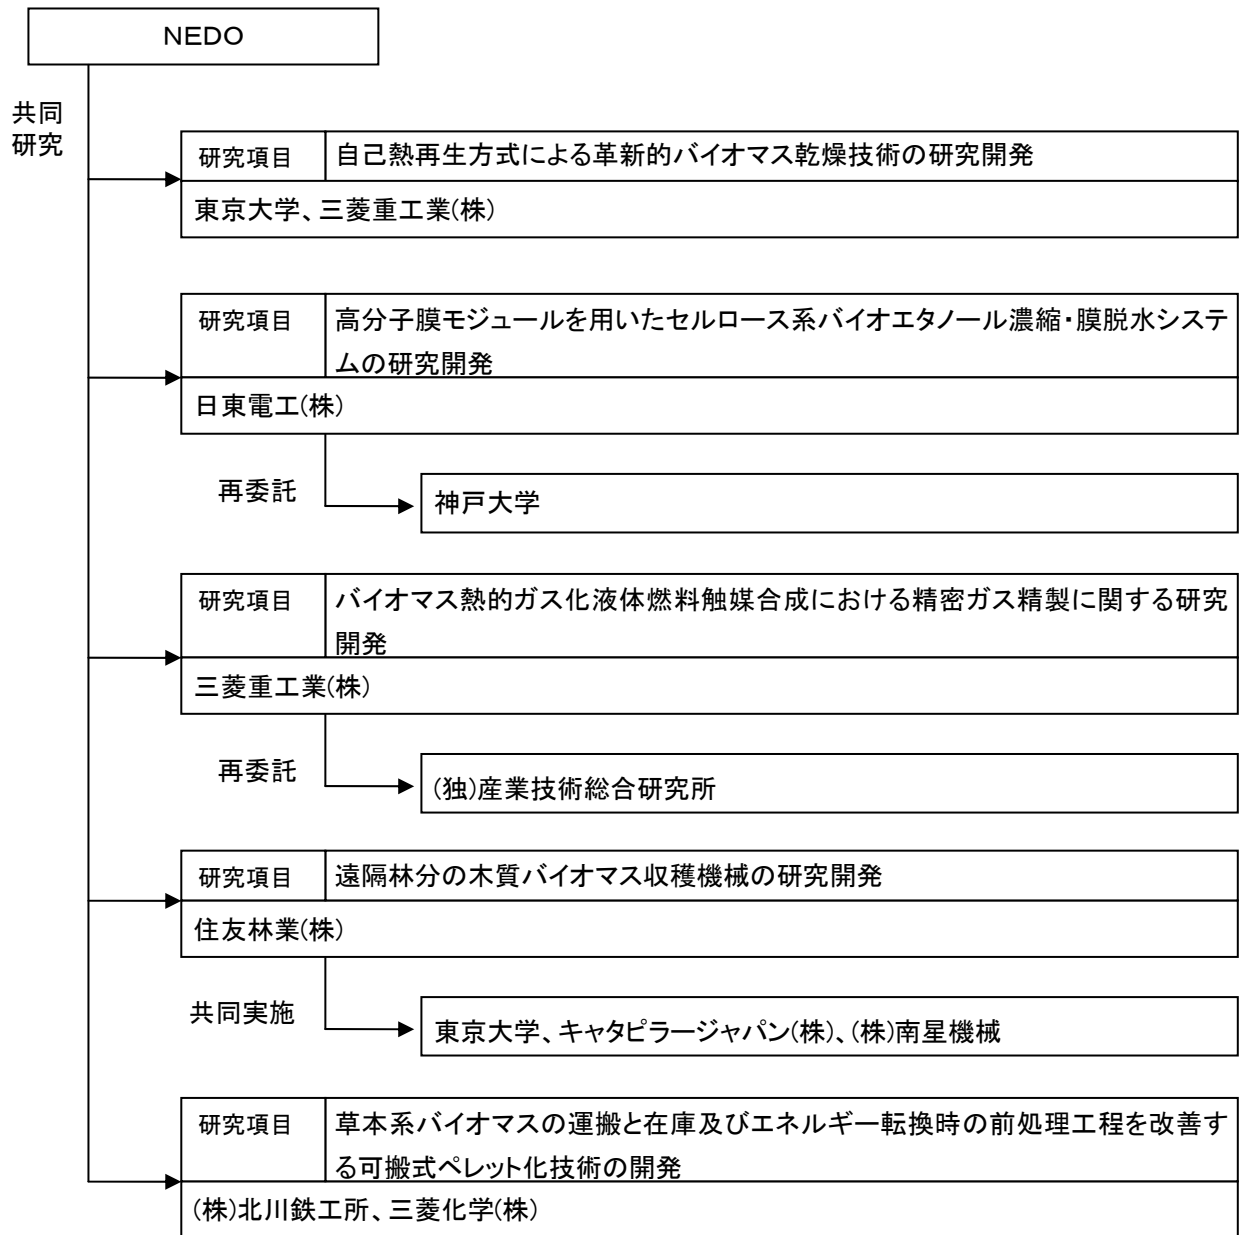 NEDO
共同
研究
研究項目
自己熱再生方式による革新的バイオマス乾燥技術の研究開発
東京大学、三菱重工業(株)
研究項目
高分子膜モジュールを用いたセルロース系バイオエタノール濃縮・膜脱水システ
ムの研究開発
日東電工(株)
再委託
神戸大学
研究項目
バイオマス熱的ガス化液体燃料触媒合成における精密ガス精製に関する研究
開発
三菱重工業(株)
再委託
(独)産業技術総合研究所
研究項目
遠隔林分の木質バイオマス収穫機械の研究開発
住友林業(株)
共同実施
東京大学、キャタピラージャパン(株)、(株)南星機械
研究項目
草本系バイオマスの運搬と在庫及びエネルギー転換時の前処理工程を改善す
る可搬式ペレット化技術の開発
(株)北川鉄工所、三菱化学(株)